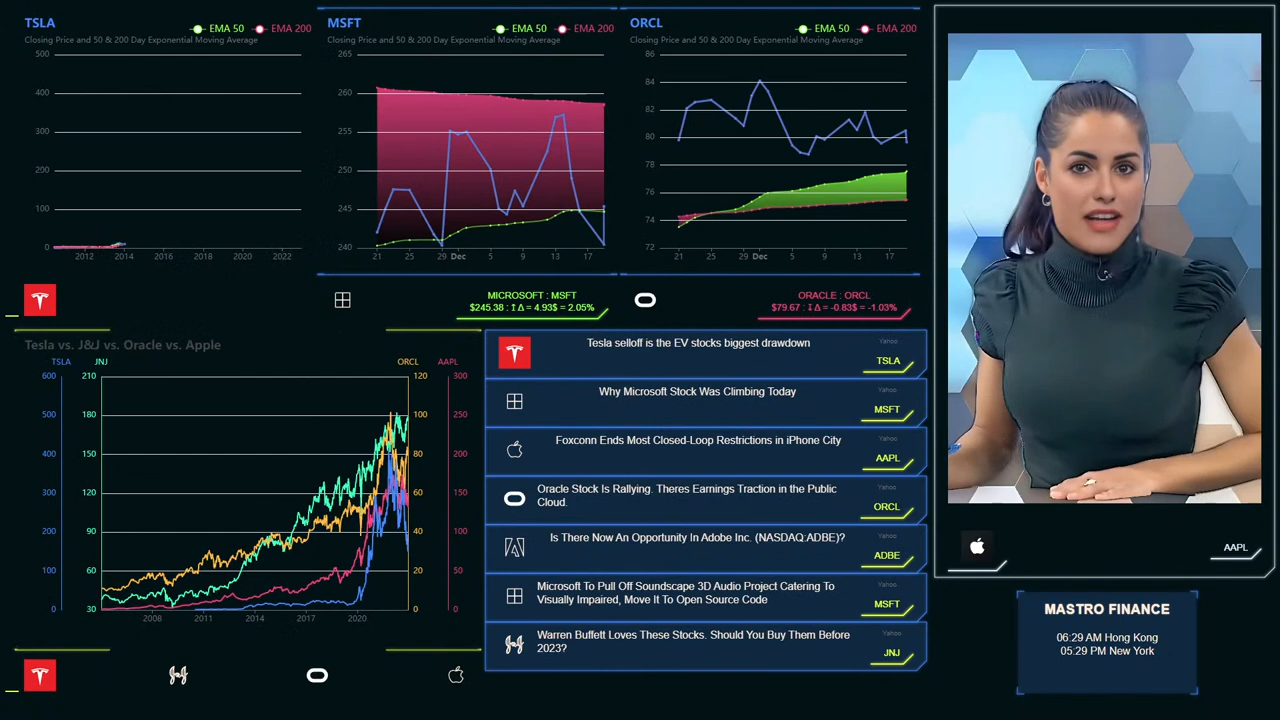 TSLA
EMA 50
EMA 200
Closing Price and 50 & 200 Day Exponential Moving Average
500
400
300
200
100
0
2012
2014
2016
2018
2020
2022
MSFT
EMA 50
EMA 200
Closing Price and 50 & 200 Day Exponential Moving Average
265
260
255
250
245
240
21
25
29
Dec
5
9
13
17
MICROSOFT : MSFT
$245.38 : ↥ Δ = 4.93$ = 2.05%
ORCL
EMA 50
EMA 200
Closing Price and 50 & 200 Day Exponential Moving Average
86
84
82
80
78
76
74
72
21
25
29
Dec
5
9
13
17
ORACLE : ORCL
$79.67 : ↧ Δ = -0.83$ = -1.03%
Tesla vs. J&J vs. Oracle vs. Apple
TSLA
JNJ
ORCL
AAPL
600
500
400
300
200
100
0
210
180
150
120
90
60
30
120
100
80
60
40
20
0
300
250
200
150
100
50
0
2008
2011
2014
2017
2020
Tesla selloff is the EV stocks biggest drawdown
Yahoo
TSLA
Why Microsoft Stock Was Climbing Today
Yahoo
MSFT
Foxconn Ends Most Closed-Loop Restrictions in iPhone City
Yahoo
AAPL
Oracle Stock Is Rallying. Theres Earnings Traction in the Public
Cloud.
Yahoo
ORCL
Is There Now An Opportunity In Adobe Inc. (NASDAQ:ADBE)?
Yahoo
ADBE
Microsoft To Pull Off Soundscape 3D Audio Project Catering To
Visually Impaired, Move It To Open Source Code
Yahoo
MSFT
Warren Buffett Loves These Stocks. Should You Buy Them Before
2023?
Yahoo
JNJ
AAPL
MASTRO FINANCE
06:29 AM Hong Kong
05:29 PM New York